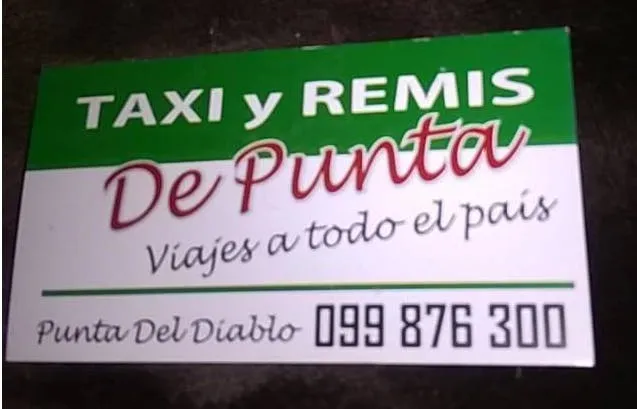 TAXI y REMIS
De Punta
Viajes a todo el país
Punta Del Diablo 099 876 300